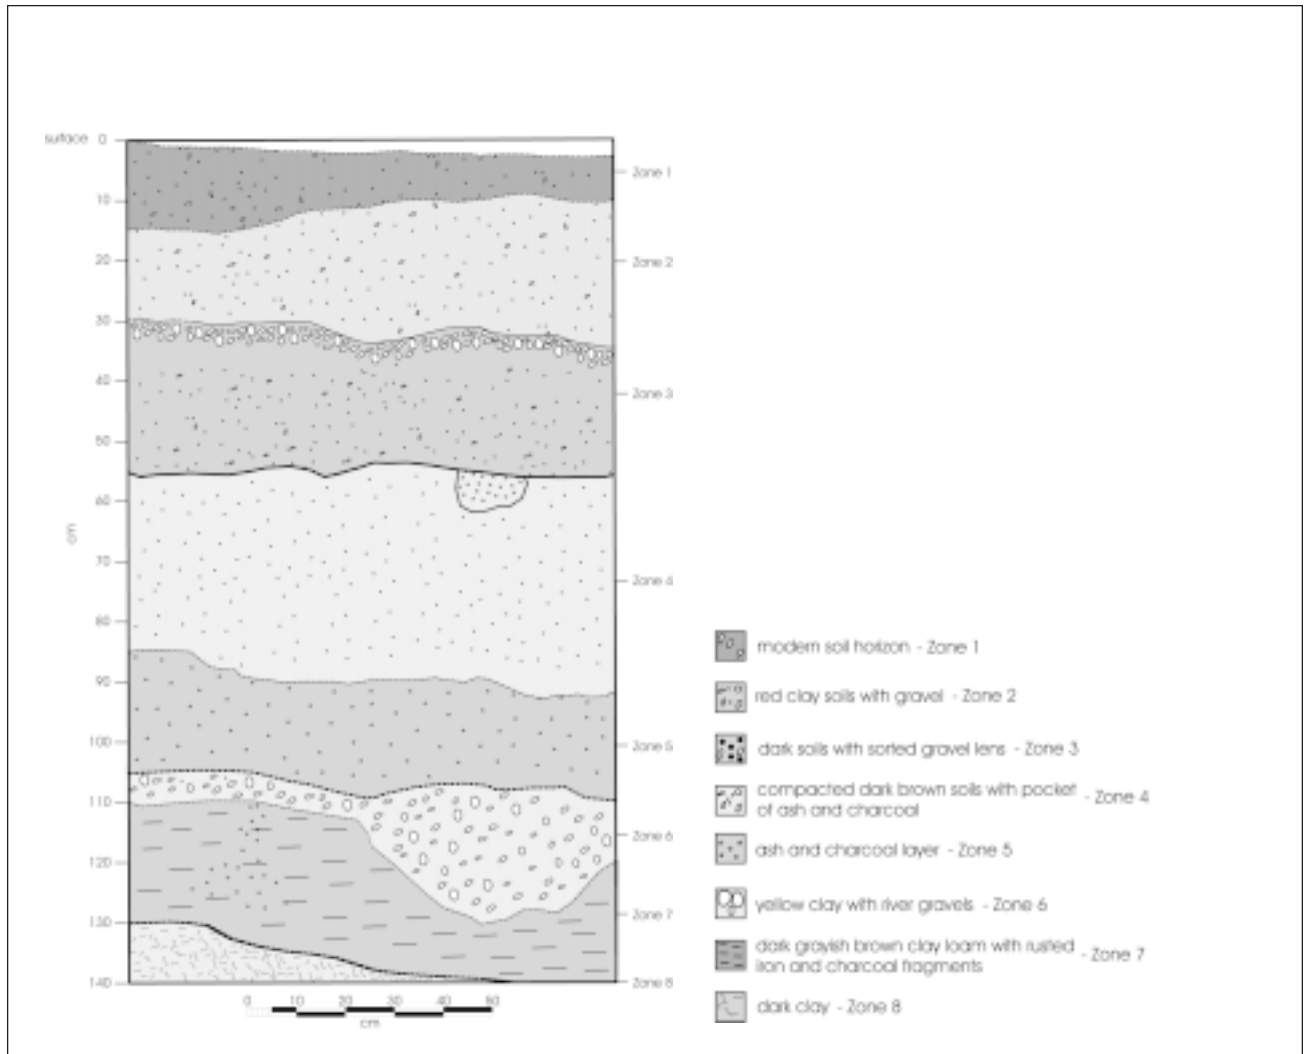 surface 0
10
20
30
40
50
60
70
80
90
100
110
120
130
140
cm
Zone 1
Zone 2
Zone 3
Zone 4
Zone 5
Zone 6
Zone 7
Zone 8
0 10 20 30 40 50
cm
modern soil horizon - Zone 1
red clay soils with gravel - Zone 2
dark soils with sorted gravel lens - Zone 3
compacted dark brown soils with pocket
of ash and charcoal - Zone 4
ash and charcoal layer - Zone 5
yellow clay with river gravels - Zone 6
dark grayish brown clay loam with rusted
iron and charcoal fragments - Zone 7
dark clay - Zone 8